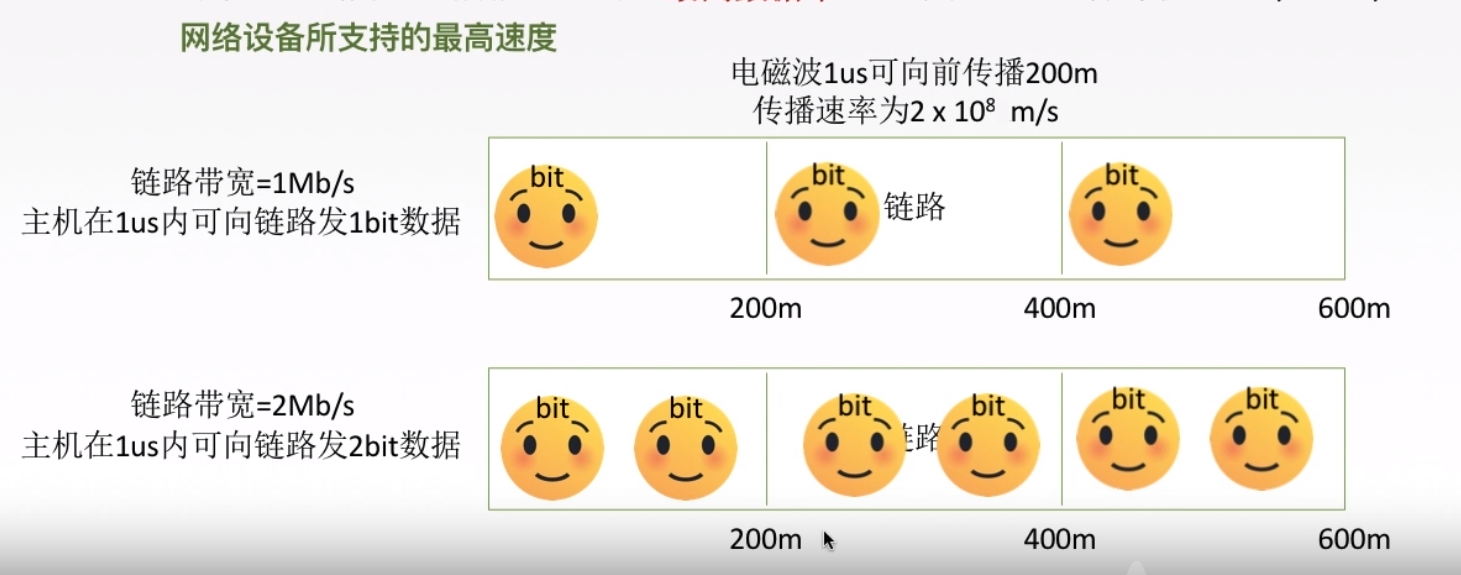 网络设备所支持的最高速度
电磁波1us可向前传播200m
传播速率为2 x 10⁸ m/s
链路带宽=1Mb/s
主机在1us内可向链路发1bit数据
bit
bit
链路
bit
200m
400m
600m
链路带宽=2Mb/s
主机在1us内可向链路发2bit数据
bit
bit
bit
路
bit
bit
bit
200m
400m
600m